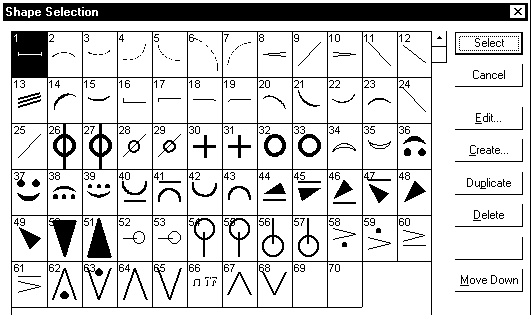 Shape Selection
1 2 3 4 5 6 7 8 9 10 11 12
Select
Cancel
13 14 15 16 17 18 19 20 21 22 23 24
Edit...
25 26 27 28 29 30 31 32 33 34 35 36
Create...
37 38 39 40 41 42 43 44 45 46 47 48
Duplicate
Delete
49 50 51 52 53 54 55 56 57 58 59 60
61 62 63 64 65 66 67 68 69 70
Move Down